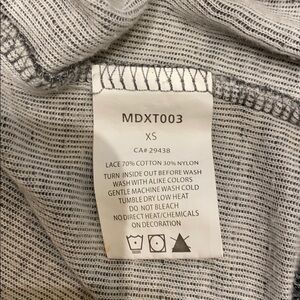 MDXT003
XS
CA# 29438
LACE 70% COTTON 30% NYLON
TURN INSIDE OUT BEFORE WASH
WASH WITH ALIKE COLORS
GENTLE MACHINE WASH COLD
TUMBLE DRY LOW HEAT
DO NOT BLEACH
NO DIRECT HEAT/CHEMICALS
ON DECORATION